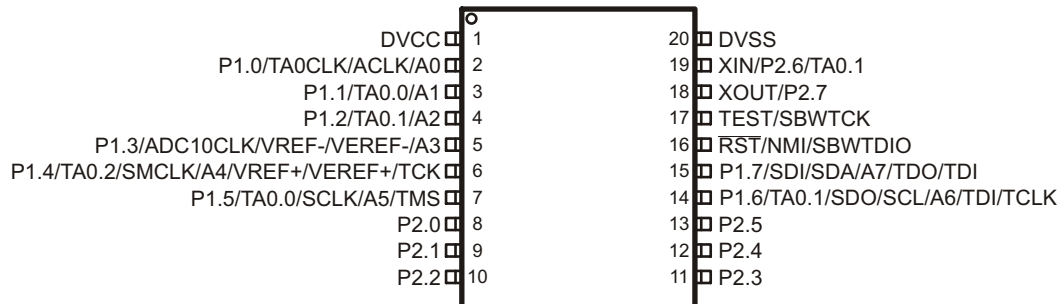 DVCC 1 20 DVSS
P1.0/TA0CLK/ACLK/A0 2 19 XIN/P2.6/TA0.1
P1.1/TA0.0/A1 3 18 XOUT/P2.7
P1.2/TA0.1/A2 4 17 TEST/SBWTCK
P1.3/ADC10CLK/VREF-/VEREF-/A3 5 16 RST/NMI/SBWTDIO
P1.4/TA0.2/SMCLK/A4/VREF+/VEREF+/TCK 6 15 P1.7/SDI/SDA/A7/TDO/TDI
P1.5/TA0.0/SCLK/A5/TMS 7 14 P1.6/TA0.1/SDO/SCL/A6/TDI/TCLK
P2.0 8 13 P2.5
P2.1 9 12 P2.4
P2.2 10 11 P2.3